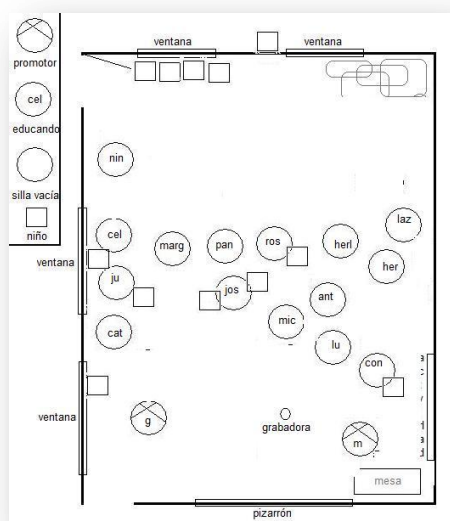 promotor
cel
educando
silla vacía
niño
ventana
ventana
nin
cel
marg
pan
ros
herl
laz
her
ventana
ju
jos
ant
mic
cat
lu
con
ventana
g
grabadora
m
mesa
pizarrón